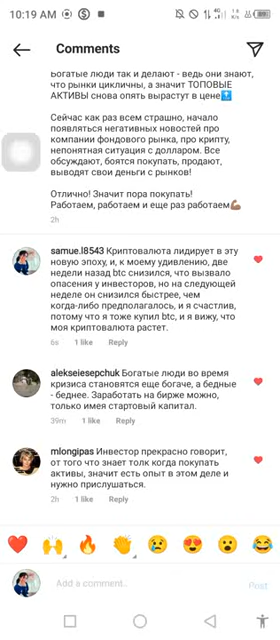 10:19 AM
Comments
Богатые люди так и делают - ведь они знают,
что рынки цикличны, а значит ТОПОВЫЕ
АКТИВЫ снова опять вырастут в цене⬆️
Сейчас как раз всем страшно, начало
появляться негативных новостей про
компании фондового рынка, про крипту,
непонятная ситуация с долларом. Все
обсуждают, боятся покупать, продают,
выводят свои деньги с рынков!
Отлично! Значит пора покупать!
Работаем, работаем и еще раз работаем💪🏽
2h
samue.l8543 Криптовалюта лидирует в эту
новую эпоху, и, к моему удивлению, две
недели назад btc снизился, что вызвало
опасения у инвесторов, но на следующей
неделе он снизился быстрее, чем
когда-либо предполагалось, и я счастлив,
потому что я тоже купил btc, и я вижу, что
моя криптовалюта растет.
6s 1 like Reply
alekseiesepchuk Богатые люди во время
кризиса становятся еще богаче, а бедные
- беднее. Заработать на бирже можно,
только имея стартовый капитал.
39m 1 like Reply
mlongipas Инвестор прекрасно говорит,
от того что знает толк когда покупать
активы, значит есть опыт в этом деле и
нужно прислушаться.
2h 1 like Reply
❤️ 🙌 🔥 👏 😢 😍 😮 😂
Add a comment..
Post